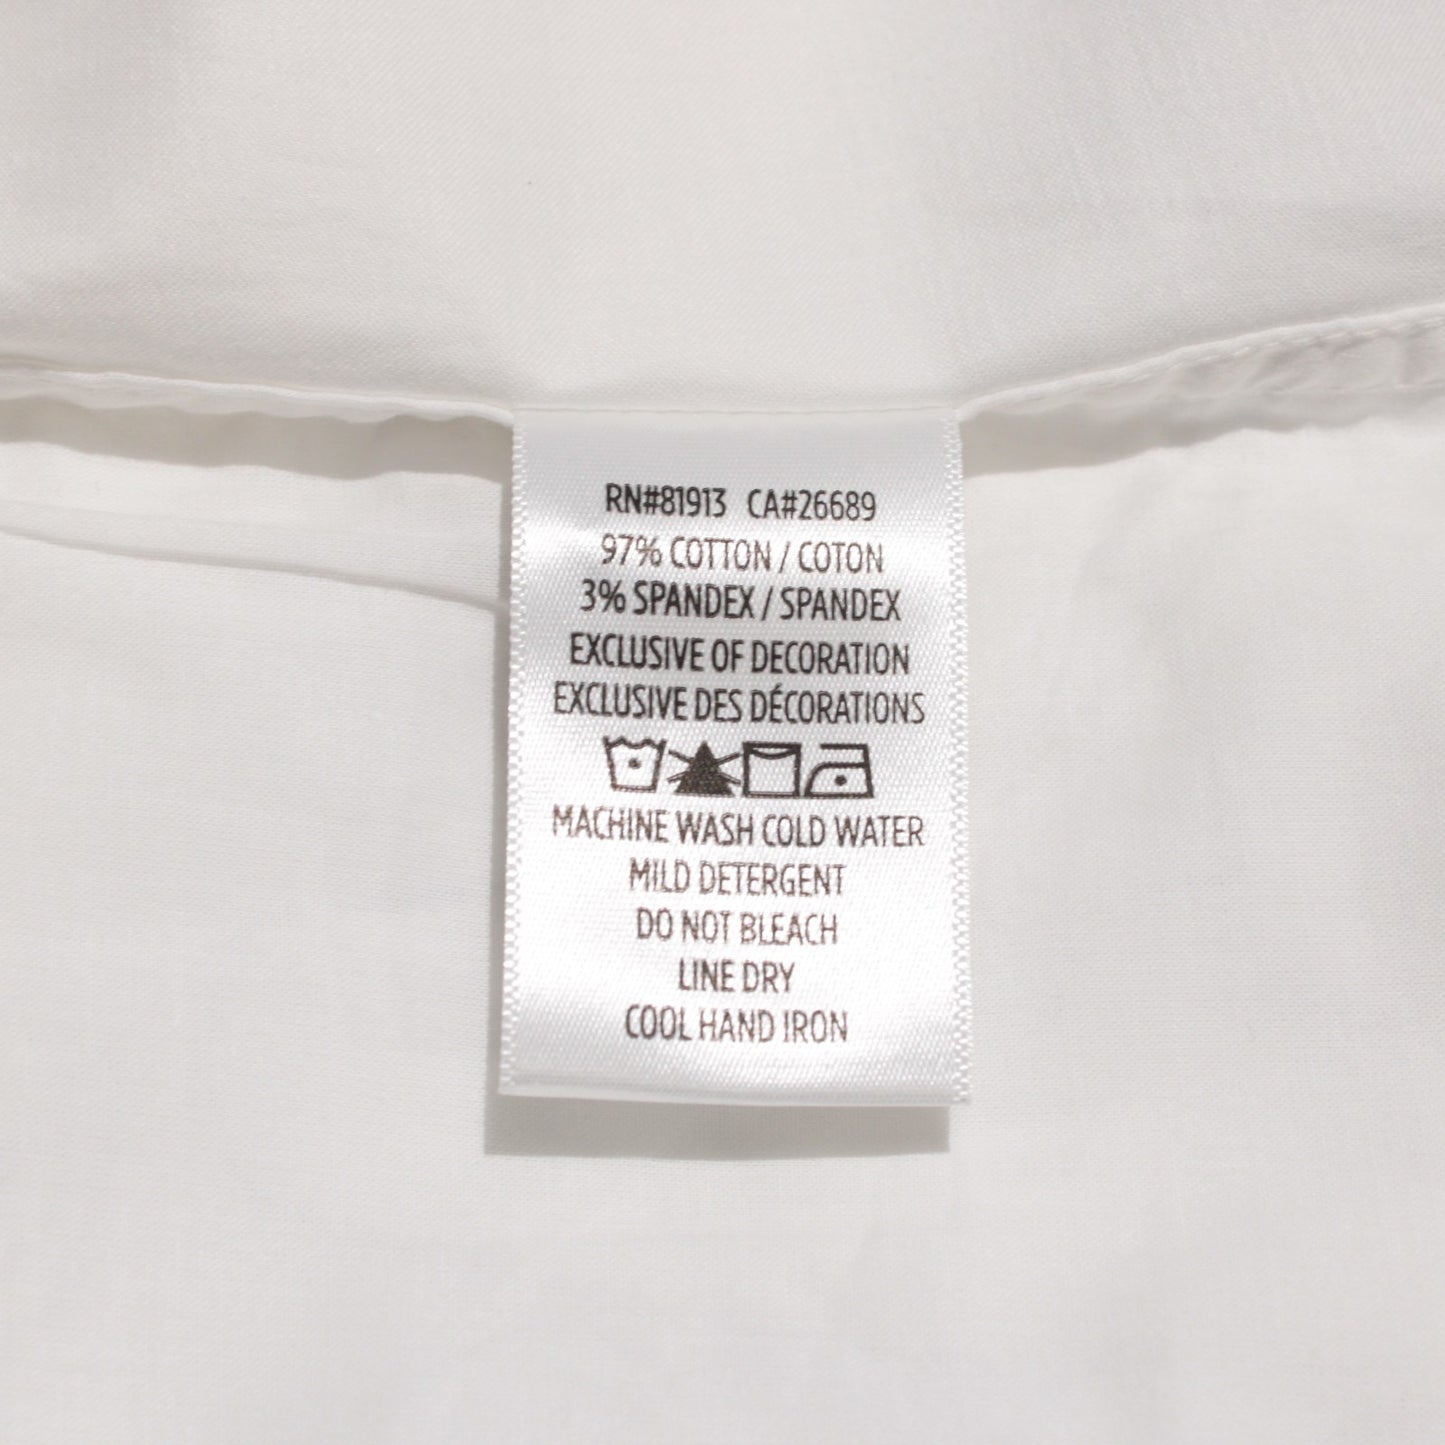 RN#81913 CA#26689
97% COTTON / COTON
3% SPANDEX / SPANDEX
EXCLUSIVE OF DECORATION
EXCLUSIVE DES DÉCORATIONS
MACHINE WASH COLD WATER
MILD DETERGENT
DO NOT BLEACH
LINE DRY
COOL HAND IRON